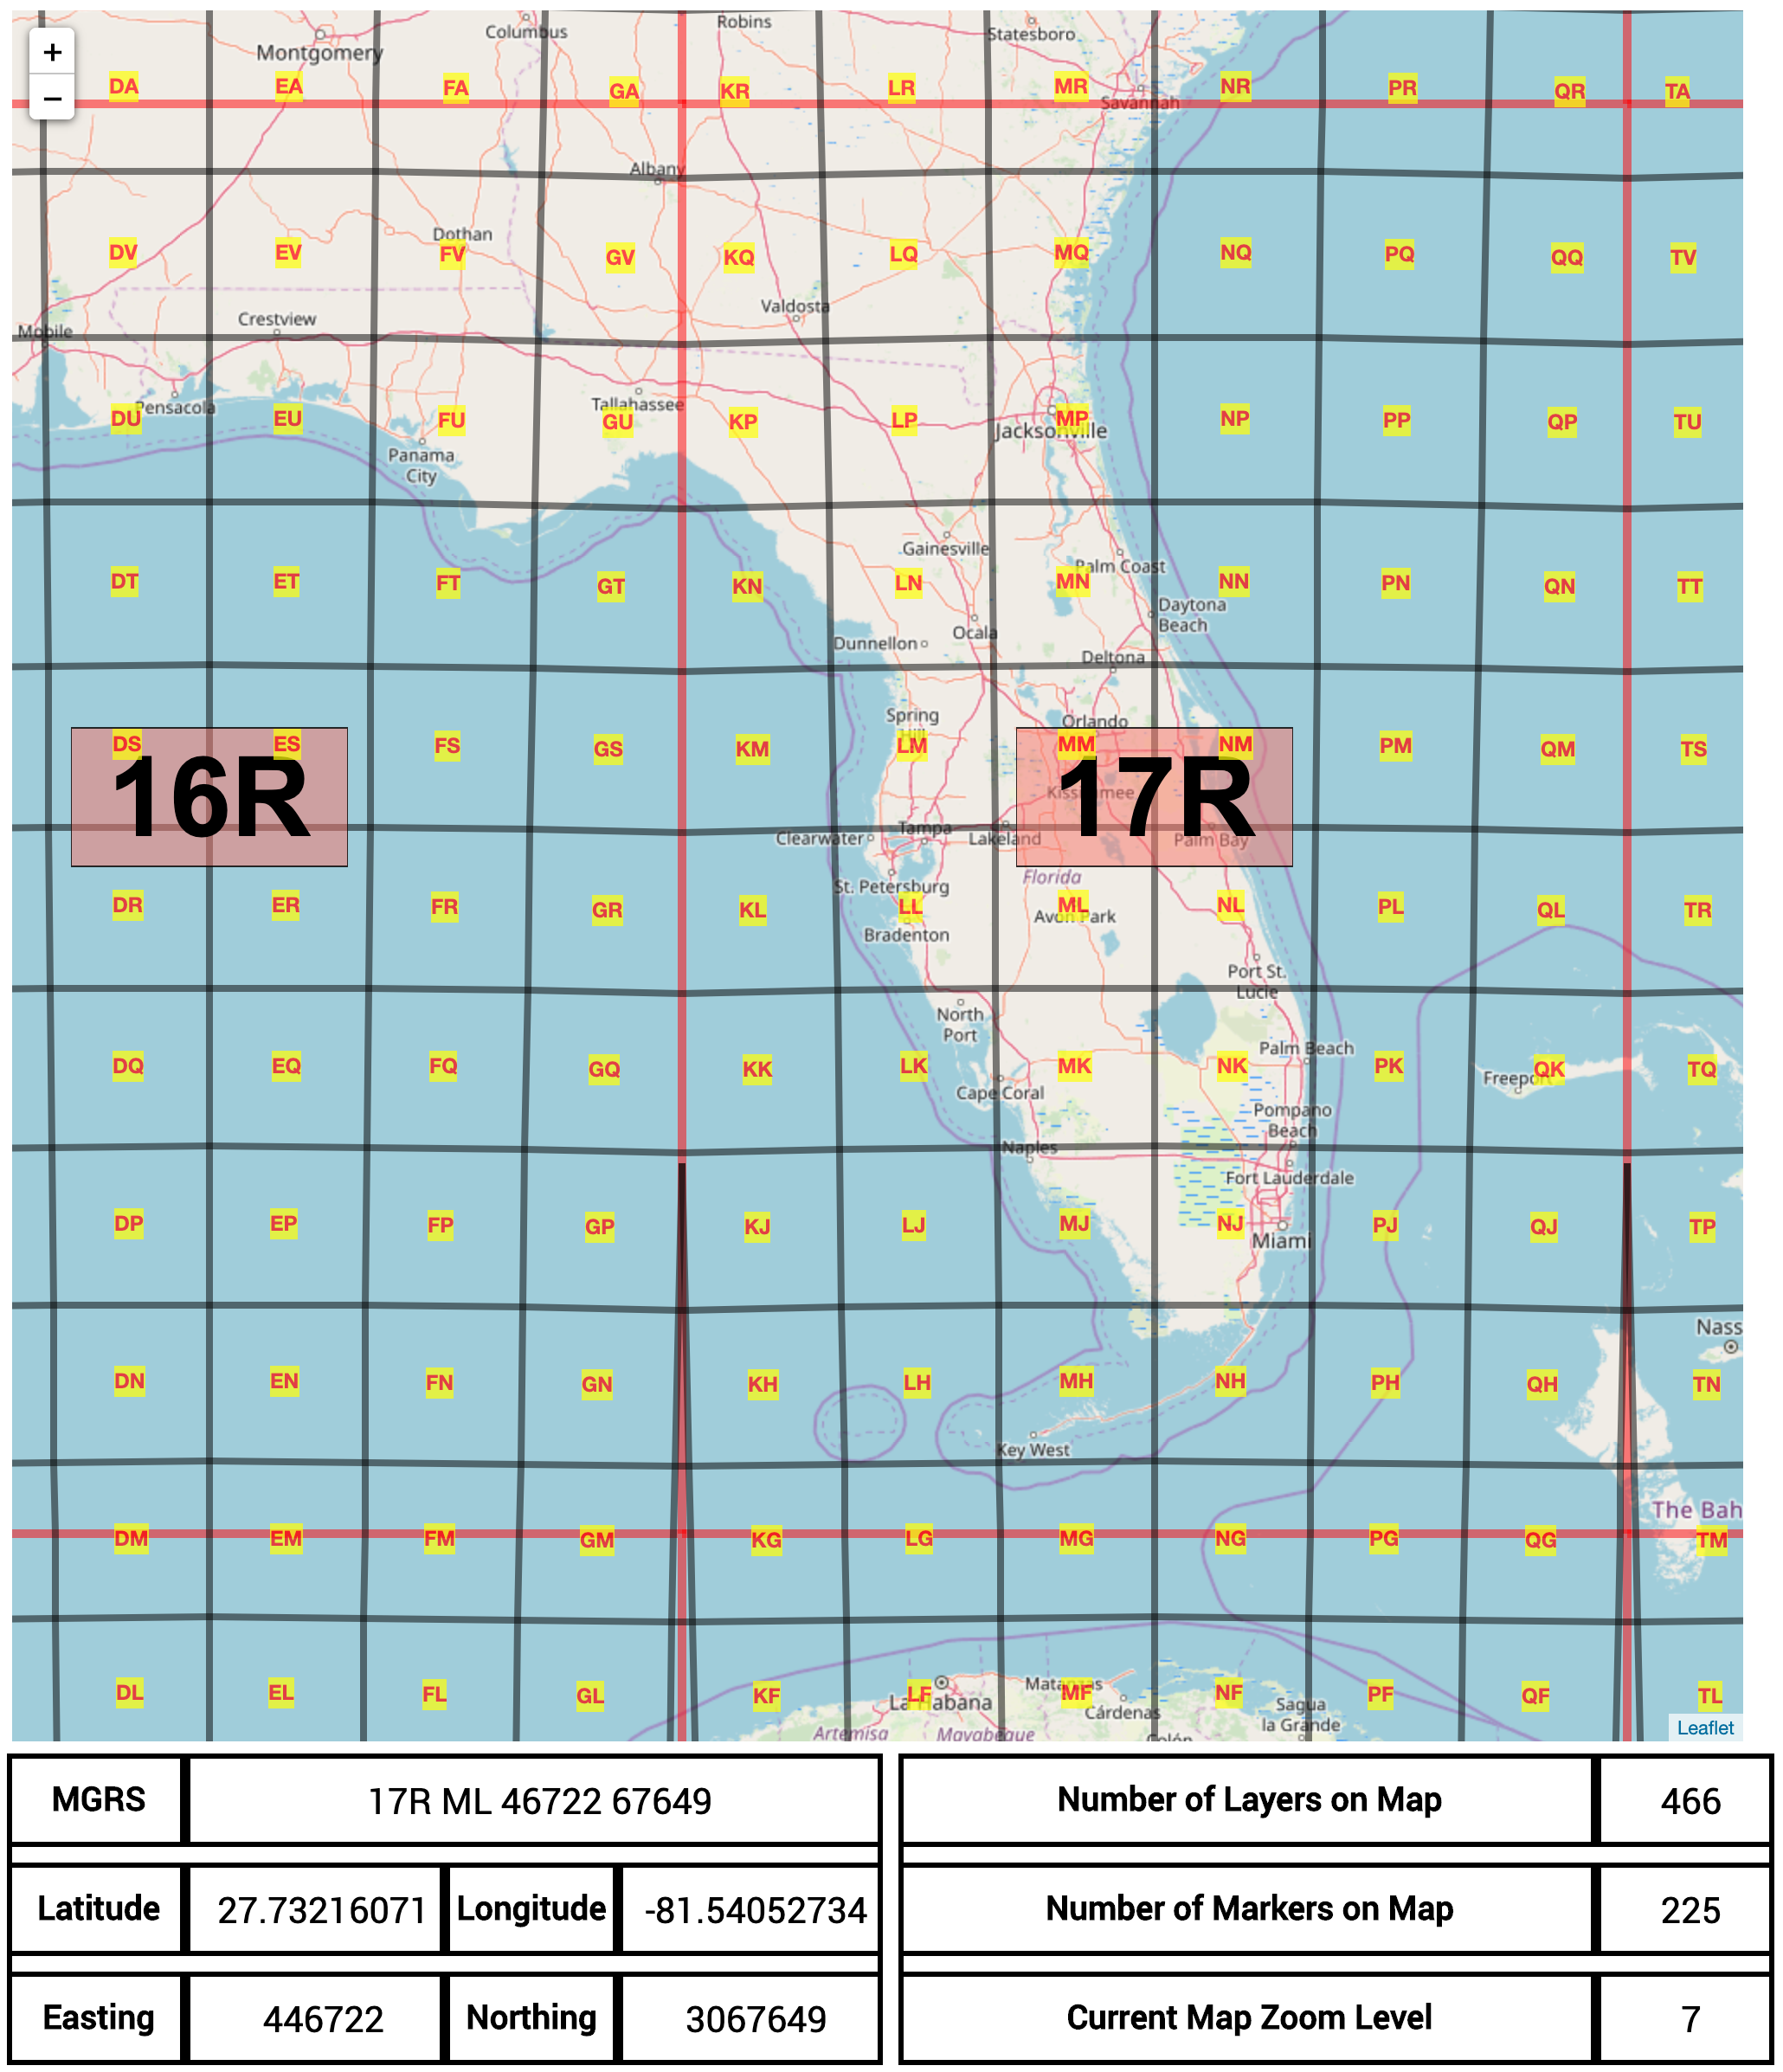 Columbus Robins Statesboro
Montgomery
+
−
DA EA FA GA KR LR MR NR PR QR TA
Savannah
Albany
Dothan
DV EV FV GV KQ LQ MQ NQ PQ QQ TV
Valdosta
Crestview
Mobile
Pensacola Tallahassee
DU EU FU GU KP LP MP NP PP QP TU
Jacksonville
Panama
City
Gainesville
Palm Coast
DT ET FT GT KN LN MN NN PN QN TT
Daytona
Beach
Ocala
Dunnellon
Deltona
Spring
Hill
Orlando
DS ES FS GS KM LM MM NM PM QM TS
16R 17R
Kissimmee
Clearwater Tampa Lakeland Palm Bay
Florida
St. Petersburg
DR ER FR GR KL LL ML NL PL QL TR
Avon Park
Bradenton
Port St.
Lucie
North
Port
Palm Beach
DQ EQ FQ GQ KK LK MK NK PK QK TQ
Freeport
Cape Coral
Pompano
Beach
Naples
Fort Lauderdale
DP EP FP GP KJ LJ MJ NJ PJ QJ TP
Miami
Nass
DN EN FN GN KH LH MH NH PH QH TN
Key West
The Bah
DM EM FM GM KG LG MG NG PG QG TM
Matanzas
DL EL FL GL KF LF MF NF PF QF TL
La Habana Cárdenas Sagua
la Grande
Artemisa Mayabeque Colón
Leaflet
MGRS 17R ML 46722 67649 Number of Layers on Map 466
Latitude 27.73216071 Longitude -81.54052734 Number of Markers on Map 225
Easting 446722 Northing 3067649 Current Map Zoom Level 7